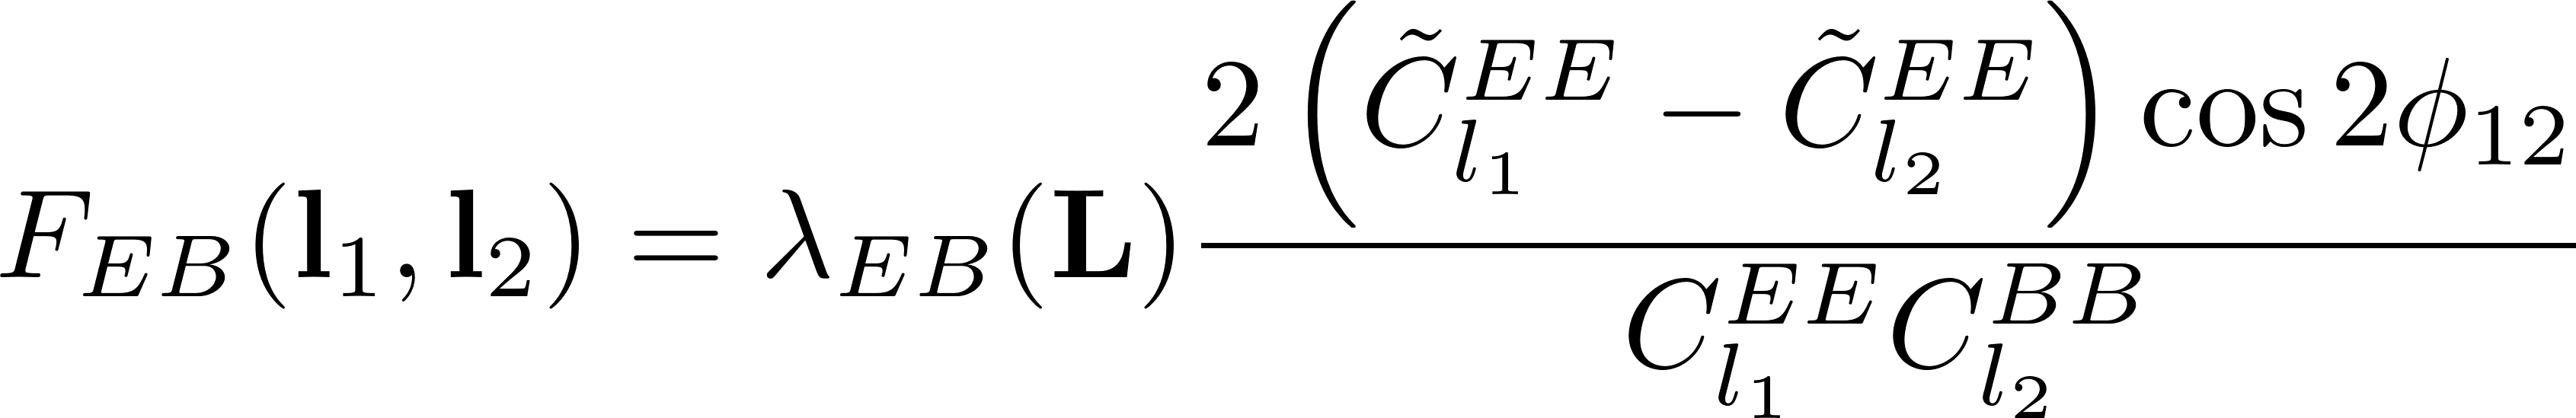 F_{EB}(\mathbf{l}_1, \mathbf{l}_2) = \lambda_{EB}(\mathbf{L}) \frac{2 \left( \tilde{C}_{l_1}^{EE} - \tilde{C}_{l_2}^{EE} \right) \cos 2\phi_{12}}{C_{l_1}^{EE} C_{l_2}^{BB}}